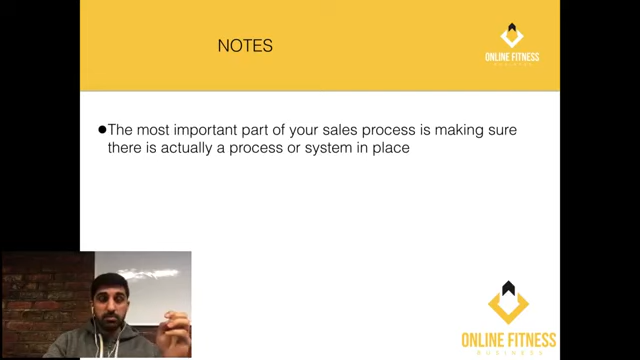 NOTES
ONLINE FITNESS
BUSINESS
●The most important part of your sales process is making sure
there is actually a process or system in place
ONLINE FITNESS
BUSINESS